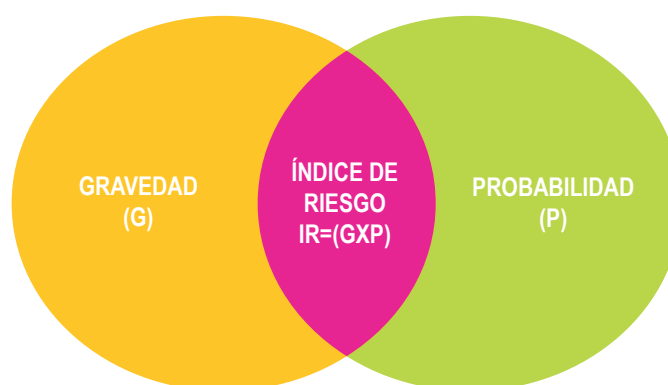 GRAVEDAD
(G)
ÍNDICE DE
RIESGO
IR=(GXP)
PROBABILIDAD
(P)